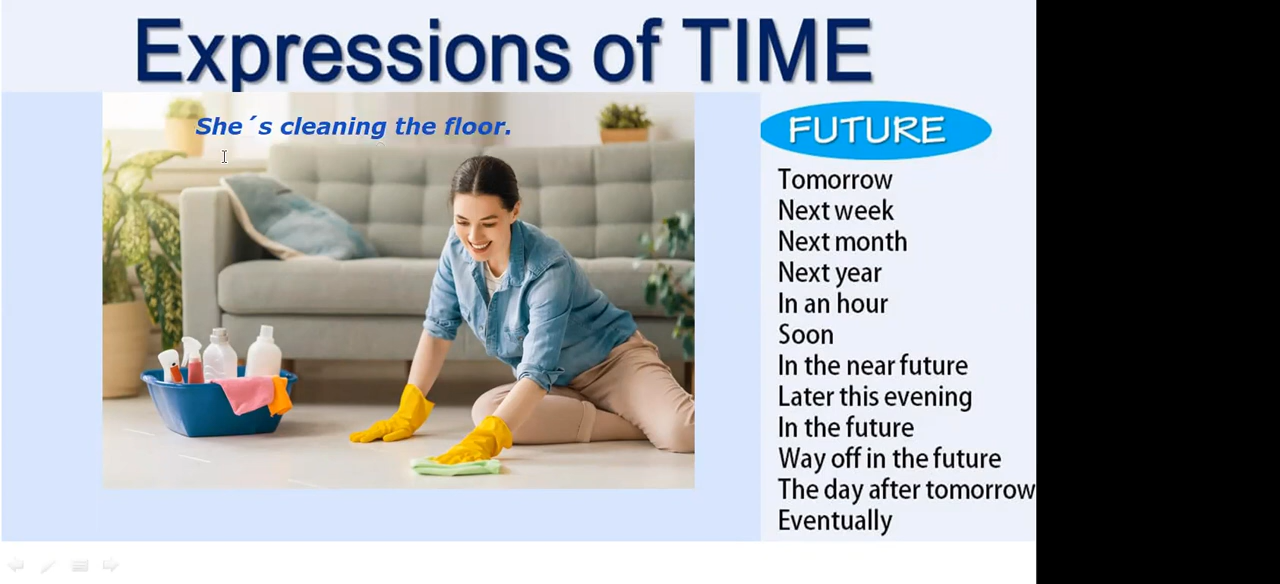 Expressions of TIME
She´s cleaning the floor.
FUTURE
Tomorrow
Next week
Next month
Next year
In an hour
Soon
In the near future
Later this evening
In the future
Way off in the future
The day after tomorrow
Eventually